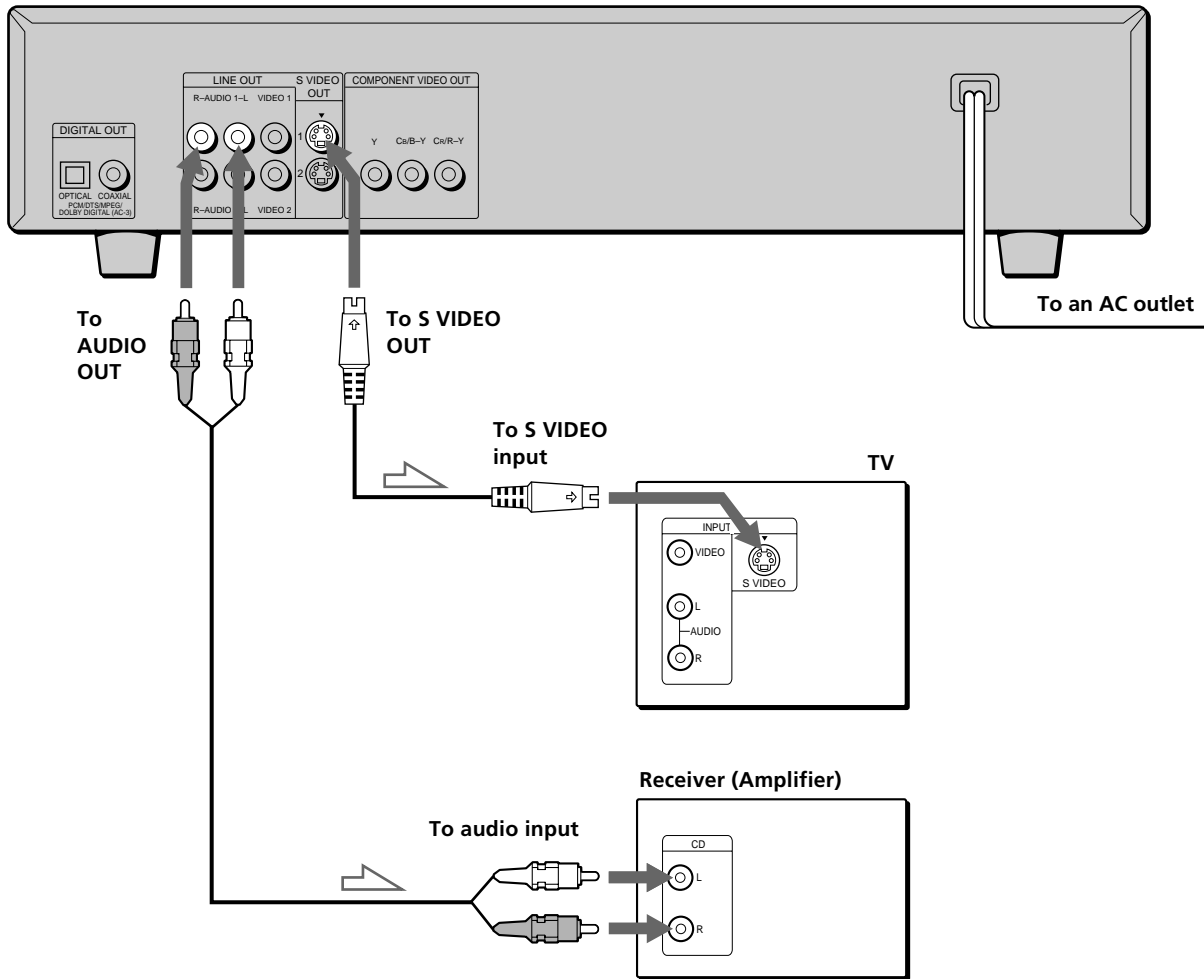 LINE OUT
S VIDEO
OUT
COMPONENT VIDEO OUT
R–AUDIO 1–L VIDEO 1
DIGITAL OUT
1
Y CB/B–Y CR/R–Y
2
OPTICAL COAXIAL
PCM/DTS/MPEG/
DOLBY DIGITAL (AC-3)
R–AUDIO L VIDEO 2
To
AUDIO
OUT
To S VIDEO
OUT
To an AC outlet
To S VIDEO
input
TV
INPUT
VIDEO
S VIDEO
L
AUDIO
R
Receiver (Amplifier)
To audio input
CD
L
R